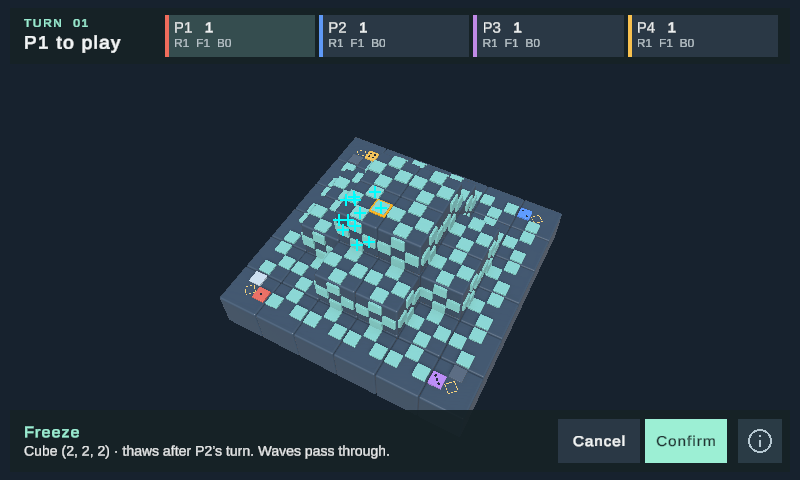 TURN 01
P1 to play
P1 1
R1 F1 B0
P2 1
R1 F1 B0
P3 1
R1 F1 B0
P4 1
R1 F1 B0
Freeze
Cube (2, 2, 2) · thaws after P2's turn. Waves pass through.
Cancel
Confirm